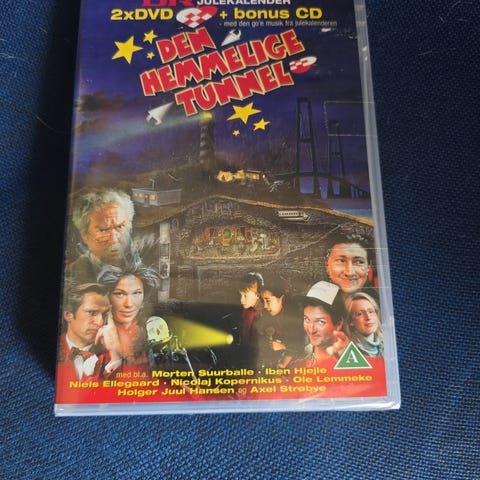 DR JULEKALENDER
2xDVD + bonus CD
- med den go'e musik fra julekalenderen
DEN
HEMMELIGE
TUNNEL
A
med bl.a. Morten Suurballe · Iben Hjejle
Niels Ellegaard · Nicolaj Kopernikus · Ole Lemmeke
Holger Juul Hansen og Axel Strøbye